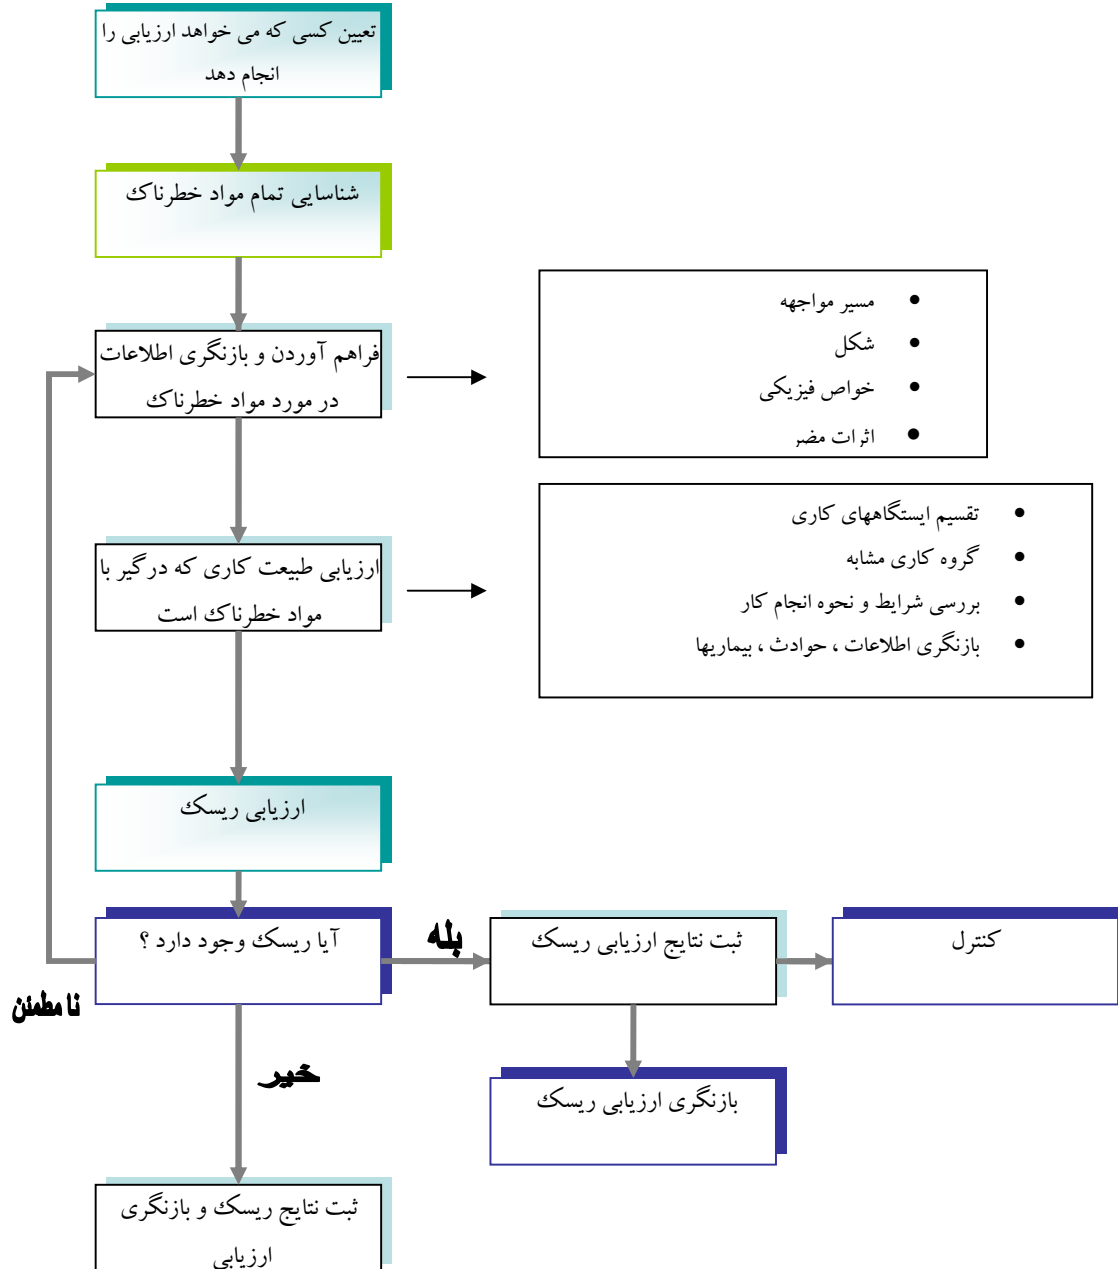 تعیین کسی که می خواهد ارزیابی را
انجام دهد
شناسایی تمام مواد خطرناک
فراهم آوردن و بازنگری اطلاعات
در مورد مواد خطرناک
• مسیر مواجهه
• شکل
• خواص فیزیکی
• اثرات مضر
ارزیابی طبیعت کاری که درگیر با
مواد خطرناک است
• تقسیم ایستگاههای کاری
• گروه کاری مشابه
• بررسی شرایط و نحوه انجام کار
• بازنگری اطلاعات ، حوادث ، بیماریها
ارزیابی ریسک
آیا ریسک وجود دارد ؟
بله
ثبت نتایج ارزیابی ریسک
کنترل
نا مطمئن
خیر
بازنگری ارزیابی ریسک
ثبت نتایج ریسک و بازنگری
ارزیابی